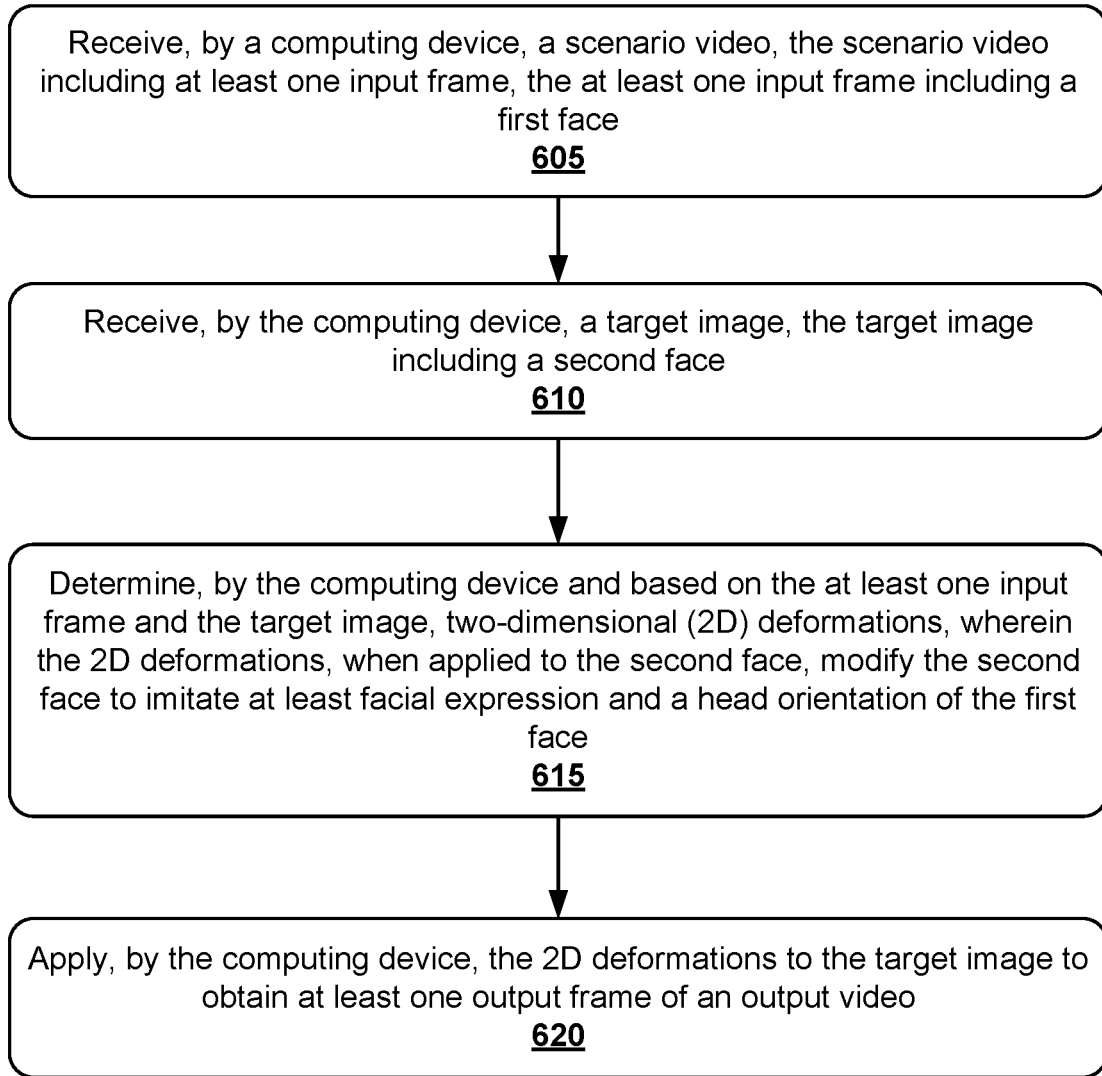 Receive, by a computing device, a scenario video, the scenario video
including at least one input frame, the at least one input frame including a
first face
605
Receive, by the computing device, a target image, the target image
including a second face
610
Determine, by the computing device and based on the at least one input
frame and the target image, two-dimensional (2D) deformations, wherein
the 2D deformations, when applied to the second face, modify the second
face to imitate at least facial expression and a head orientation of the first
face
615
Apply, by the computing device, the 2D deformations to the target image to
obtain at least one output frame of an output video
620